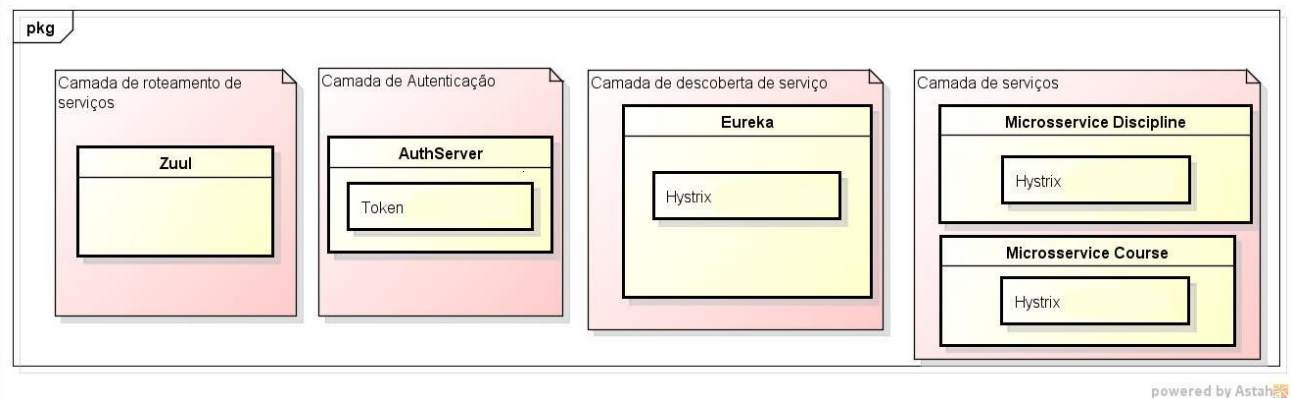 pkg
Camada de roteamento de
serviços
Zuul
Camada de Autenticação
AuthServer
Token
Camada de descoberta de serviço
Eureka
Hystrix
Camada de serviços
Microsservice Discipline
Hystrix
Microsservice Course
Hystrix
powered by Astah